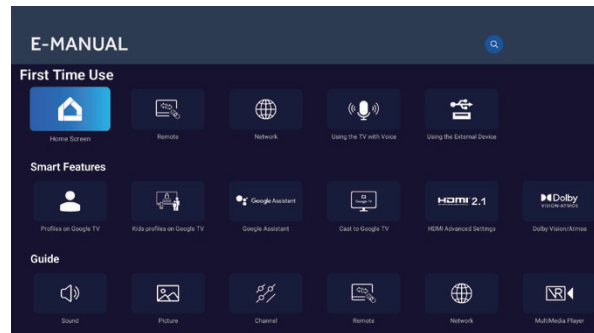 E-MANUAL
First Time Use
Home Screen
Remote
Network
Using the TV with Voice
Using the External Device
Smart Features
Google Assistant
Google TV
HDMI 2.1
Dolby
VISION·ATMOS
Profiles on Google TV
Kids profiles on Google TV
Google Assistant
Cast to Google TV
HDMI Advanced Settings
Dolby Vision/Atmos
Guide
Sound
Picture
Channel
Remote
Network
MultiMedia Player